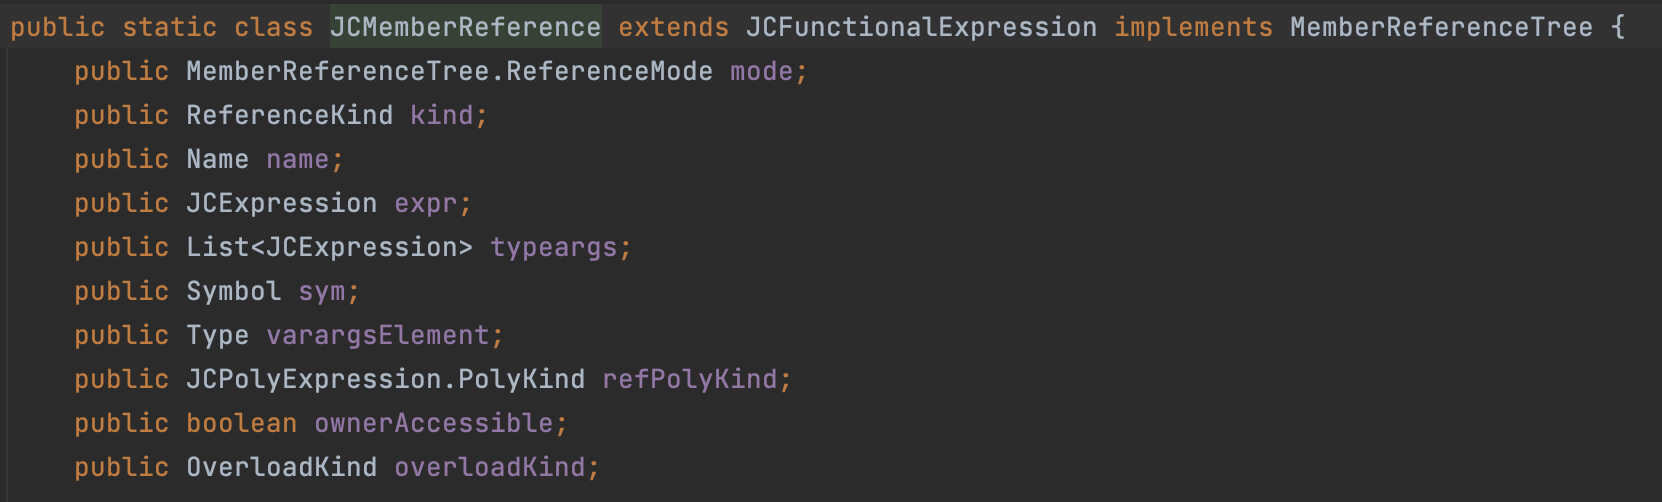 public static class JCMemberReference extends JCFunctionalExpression implements MemberReferenceTree {
public MemberReferenceTree.ReferenceMode mode;
public ReferenceKind kind;
public Name name;
public JCExpression expr;
public List<JCExpression> typeargs;
public Symbol sym;
public Type varargsElement;
public JCPolyExpression.PolyKind refPolyKind;
public boolean ownerAccessible;
public OverloadKind overloadKind;